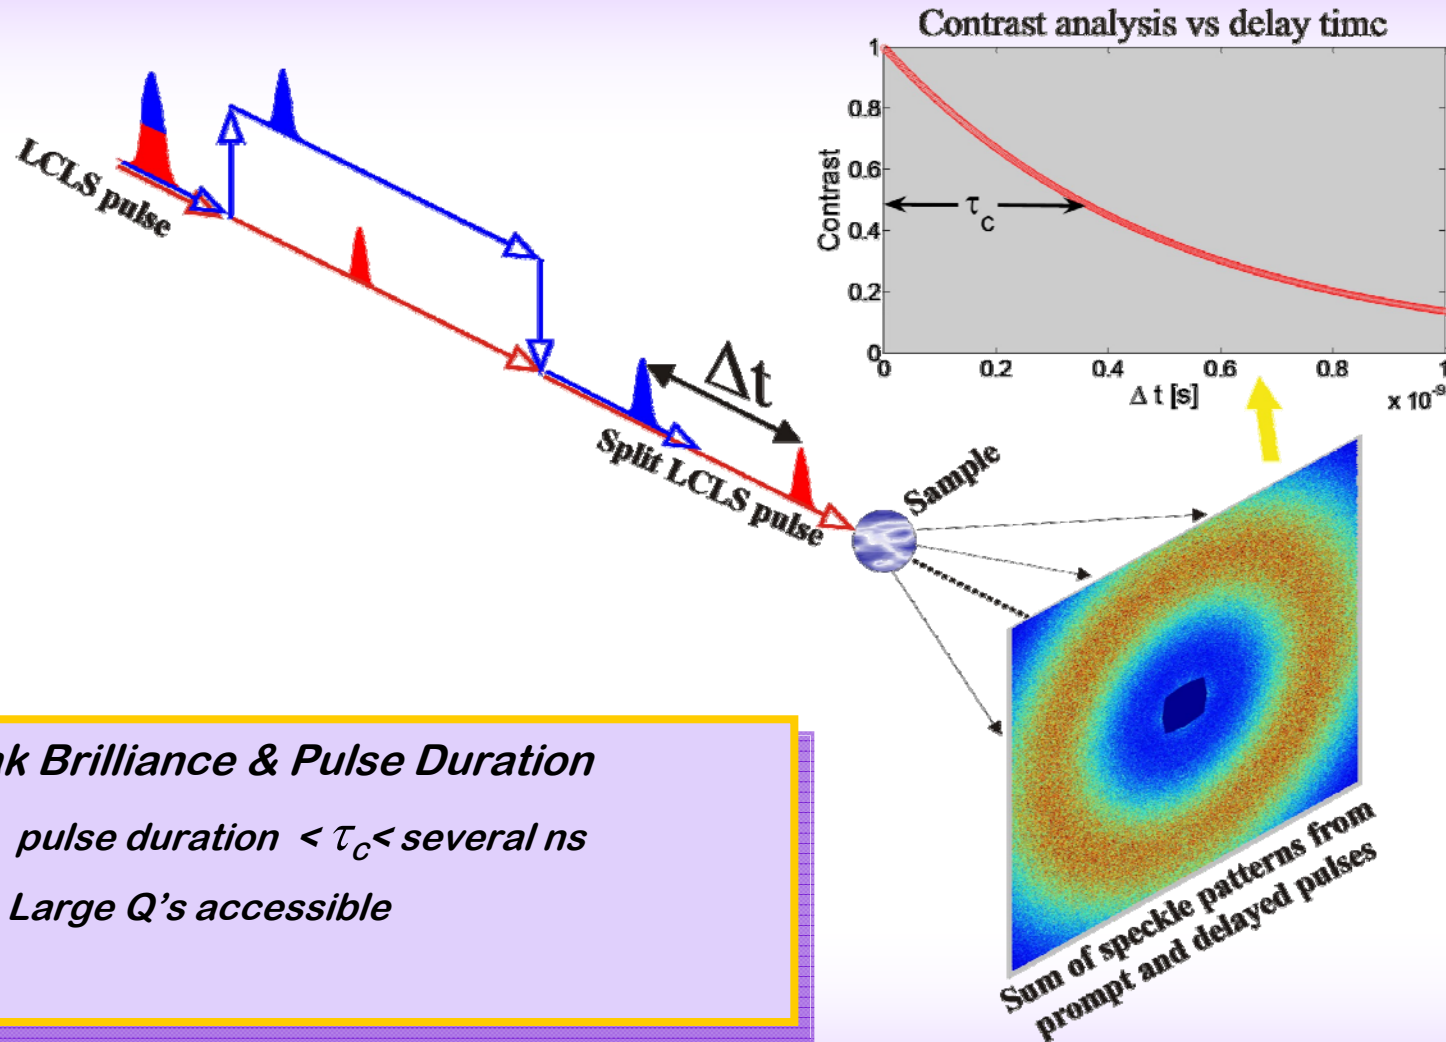 Contrast analysis vs delay time
1
0.8
0.6
0.4
0.2
0
Contrast
τc
0 0.2 0.4 0.6 0.8 1
Δ t [s]
x 10⁻⁹
LCLS pulse
Δt
Split LCLS pulse
Sample
Brilliance & Pulse Duration
pulse duration < τc< several ns
Large Q's accessible
Sum of speckle patterns from
prompt and delayed pulses